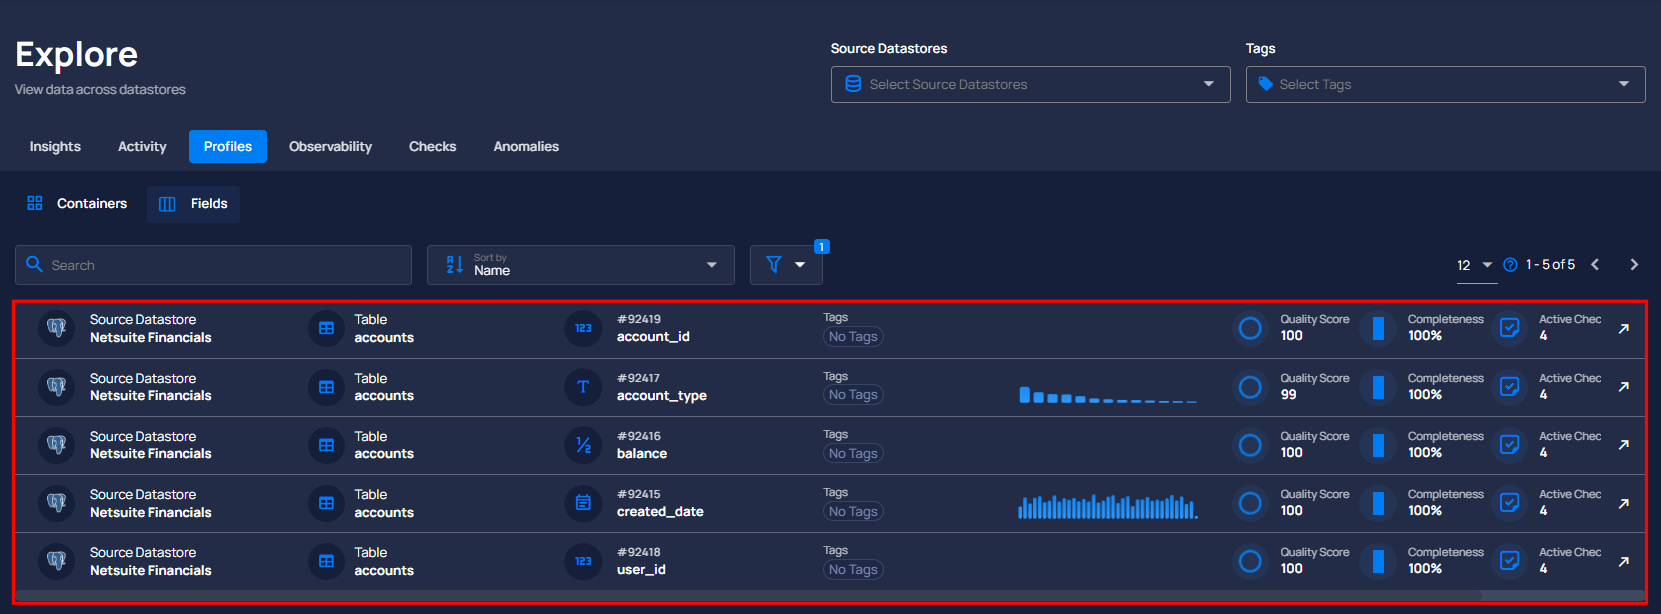 Explore
View data across datastores
Source Datastores
Select Source Datastores
Tags
Select Tags
Insights Activity Profiles Observability Checks Anomalies
Containers Fields
Search
Sort by
Name
1
12 1 - 5 of 5
Source Datastore Table #92419 Tags Quality Score Completeness Active Chec
Netsuite Financials accounts 123 account_id No Tags 100 100% 4
Source Datastore Table #92417 Tags Quality Score Completeness Active Chec
Netsuite Financials accounts T account_type No Tags 99 100% 4
Source Datastore Table #92416 Tags Quality Score Completeness Active Chec
Netsuite Financials accounts ½ balance No Tags 100 100% 4
Source Datastore Table #92415 Tags Quality Score Completeness Active Chec
Netsuite Financials accounts created_date No Tags 100 100% 4
Source Datastore Table #92418 Tags Quality Score Completeness Active Chec
Netsuite Financials accounts 123 user_id No Tags 100 100% 4